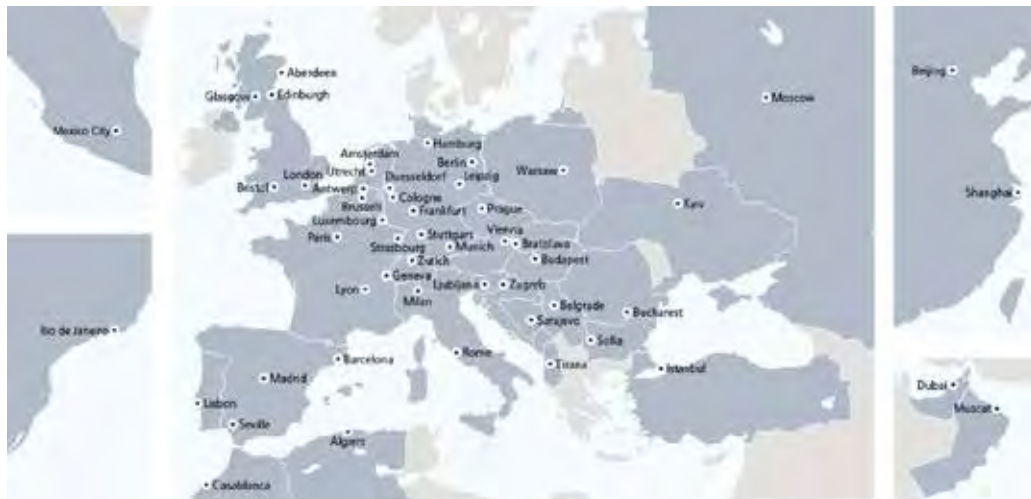 Mexico City
Rio de Janeiro
Aberdeen
Glasgow
Edinburgh
Moscow
Hamburg
Amsterdam
Berlin
Utrecht
Duesseldorf
Leipzig
Warsaw
London
Bristol
Antwerp
Cologne
Brussels
Frankfurt
Prague
Kiev
Luxembourg
Paris
Stuttgart
Vienna
Strasbourg
Munich
Bratislava
Zurich
Budapest
Geneva
Lyon
Ljubljana
Zagreb
Milan
Belgrade
Sarajevo
Bucharest
Sofia
Rome
Barcelona
Tirana
Istanbul
Madrid
Lisbon
Seville
Algiers
Casablanca
Beijing
Shanghai
Dubai
Muscat